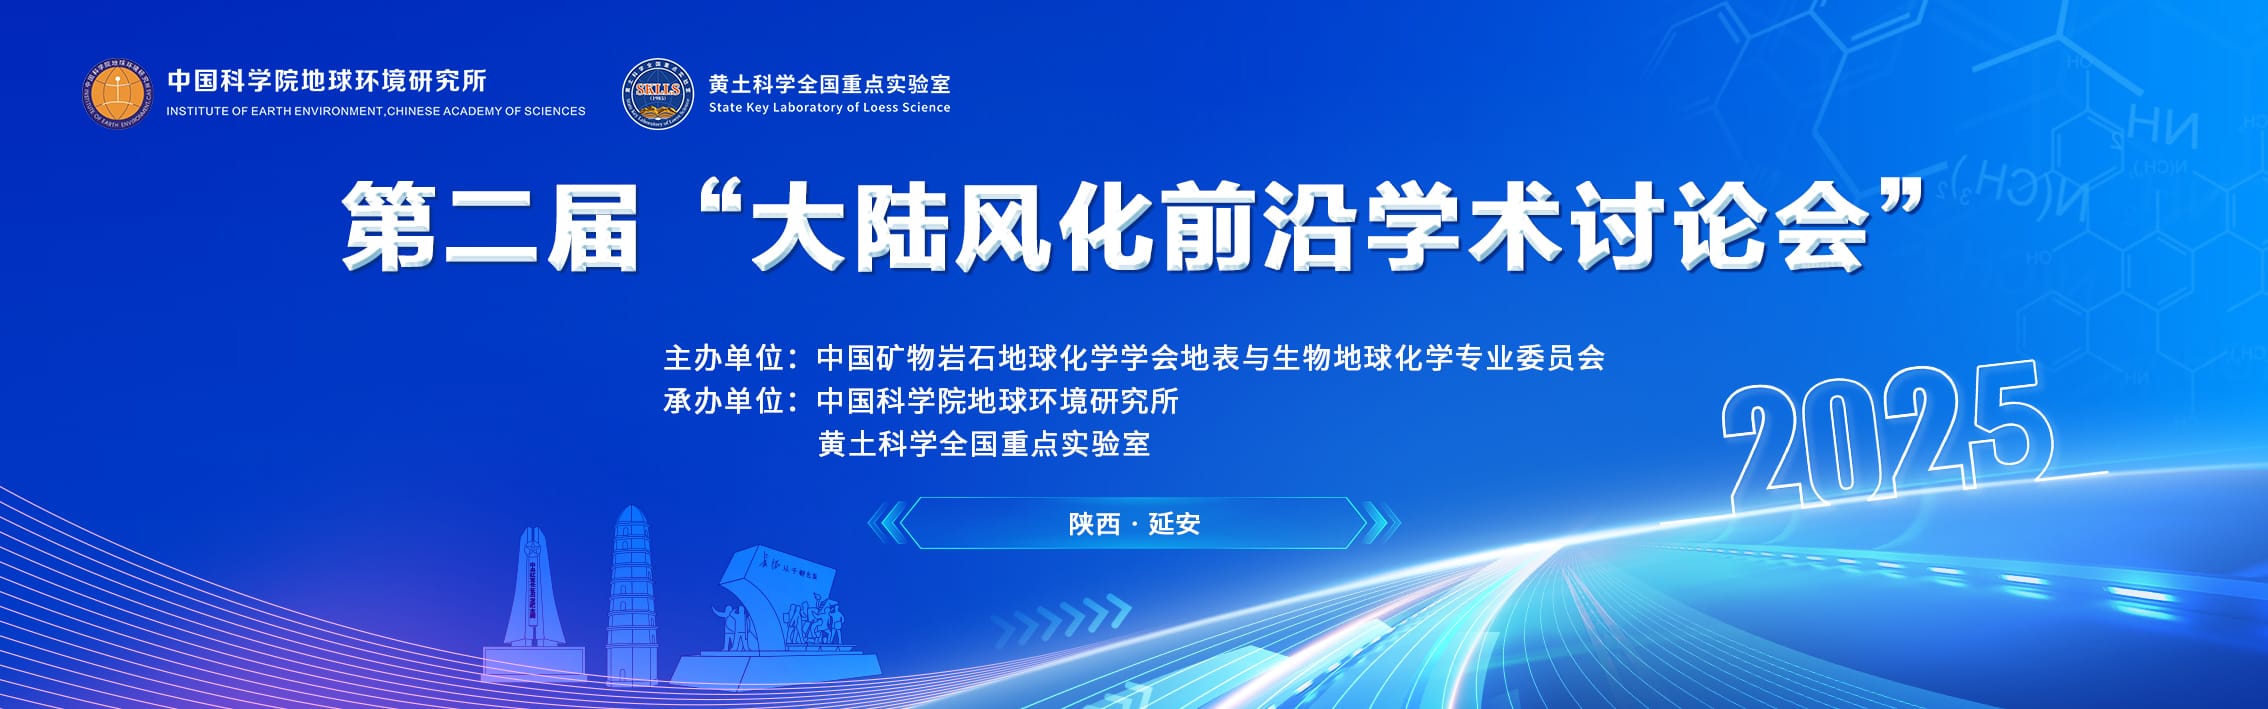 中国科学院地球环境研究所
INSTITUTE OF EARTH ENVIRONMENT,CHINESE ACADEMY OF SCIENCES
SKLLS
(1985)
黄土科学全国重点实验室
State Key Laboratory of Loess Science
第二届“大陆风化前沿学术讨论会”
主办单位：中国矿物岩石地球化学学会地表与生物地球化学专业委员会
承办单位：中国科学院地球环境研究所
黄土科学全国重点实验室
2025
陕西·延安